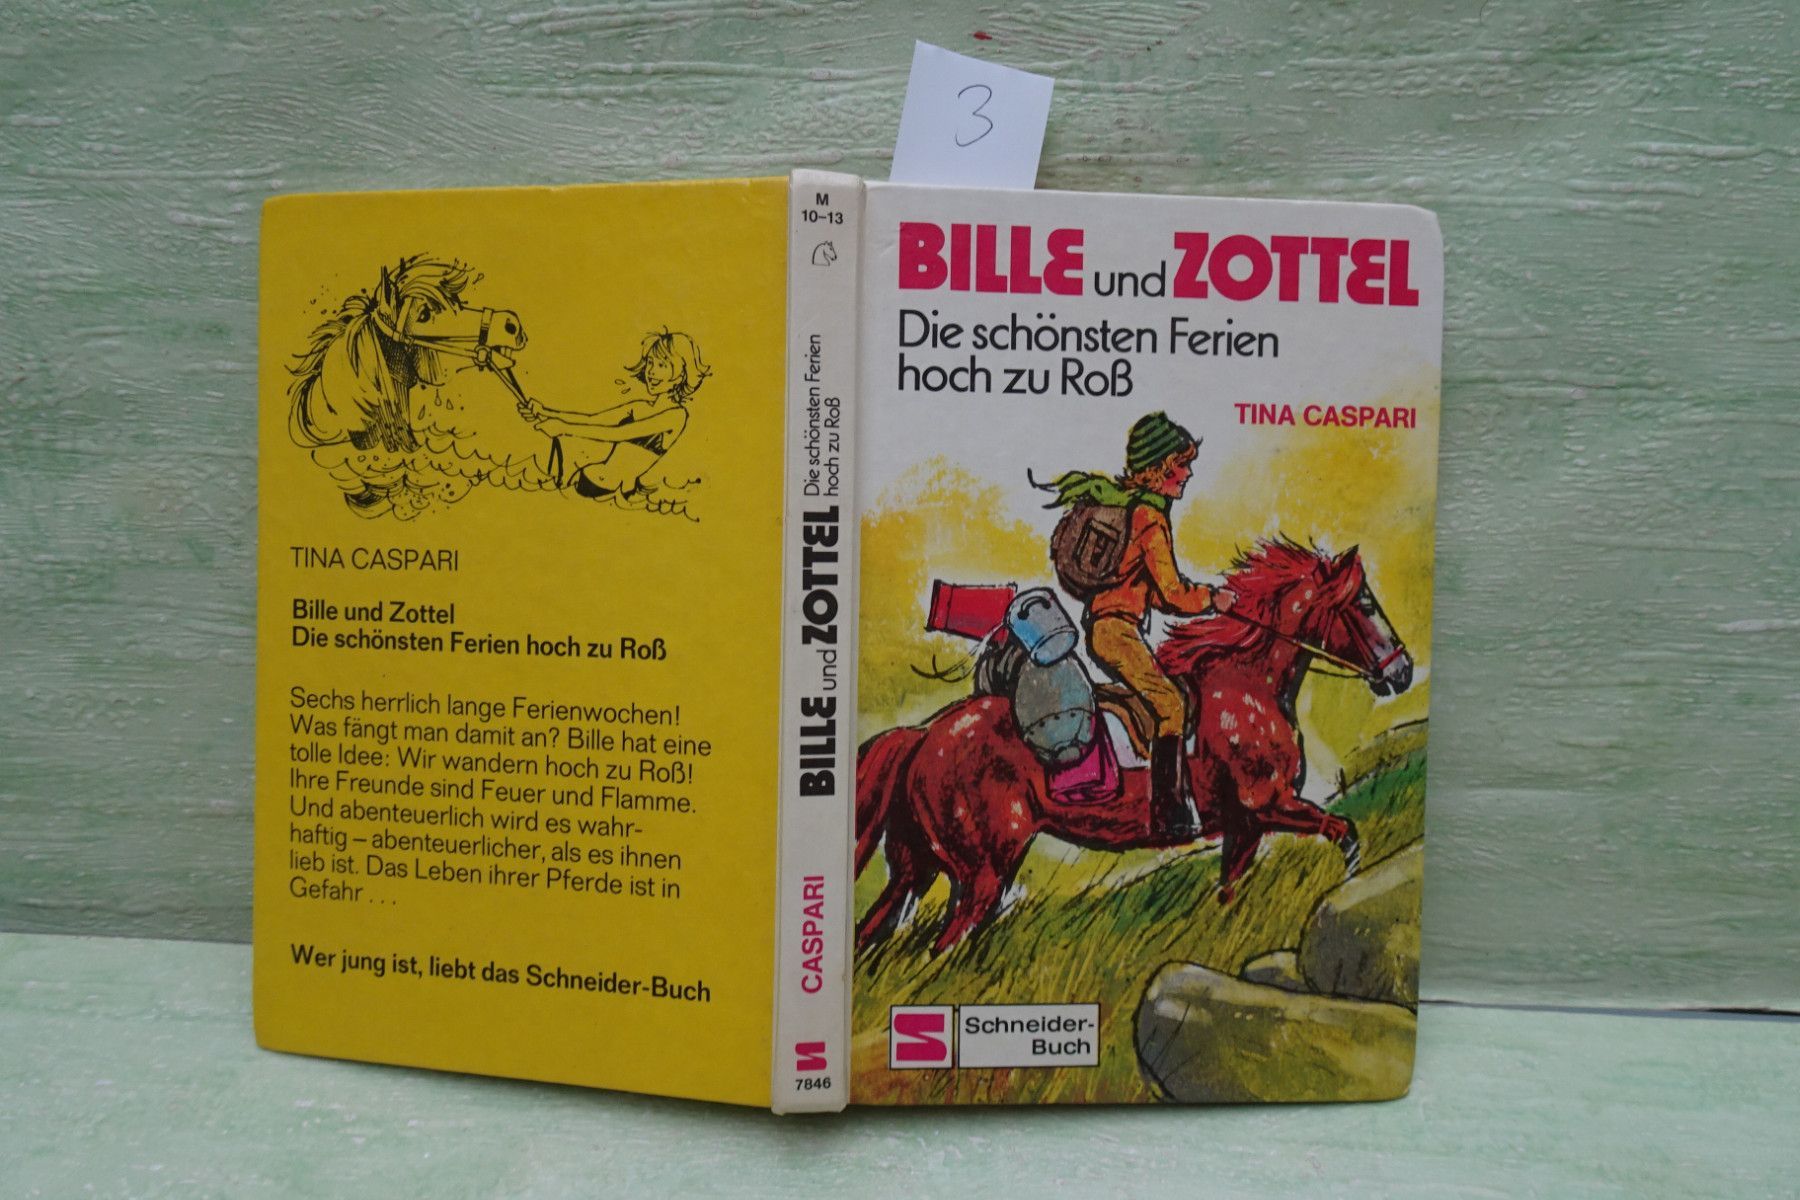 3
TINA CASPARI
Bille und Zottel
Die schönsten Ferien hoch zu Roß
Sechs herrlich lange Ferienwochen!
Was fängt man damit an? Bille hat eine
tolle Idee: Wir wandern hoch zu Roß!
Ihre Freunde sind Feuer und Flamme.
Und abenteuerlich wird es wahr-
haftig – abenteuerlicher, als es ihnen
lieb ist. Das Leben ihrer Pferde ist in
Gefahr . . .
Wer jung ist, liebt das Schneider-Buch
M
10–13
CASPARI
BILLE und ZOTTEL
Die schönsten Ferien
hoch zu Roß
7846
BILLE und ZOTTEL
Die schönsten Ferien
hoch zu Roß
TINA CASPARI
Schneider-
Buch